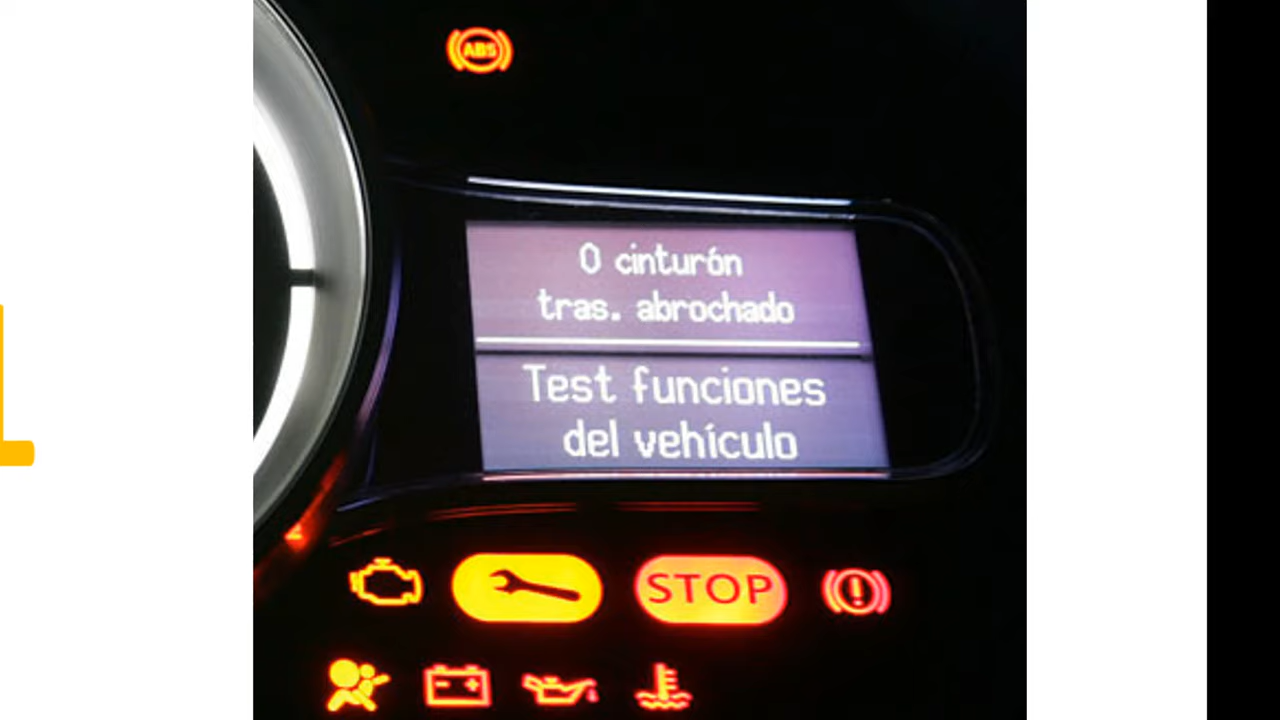 ABS
0 cinturón
tras. abrochado
Test funciones
del vehículo
STOP